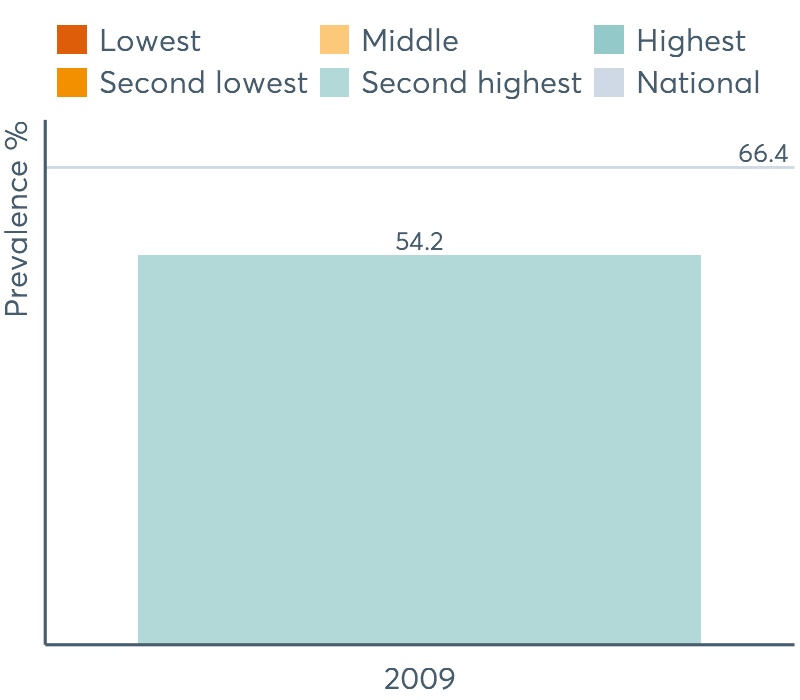 Lowest Middle Highest
Second lowest Second highest National
Prevalence %
66.4
54.2
2009